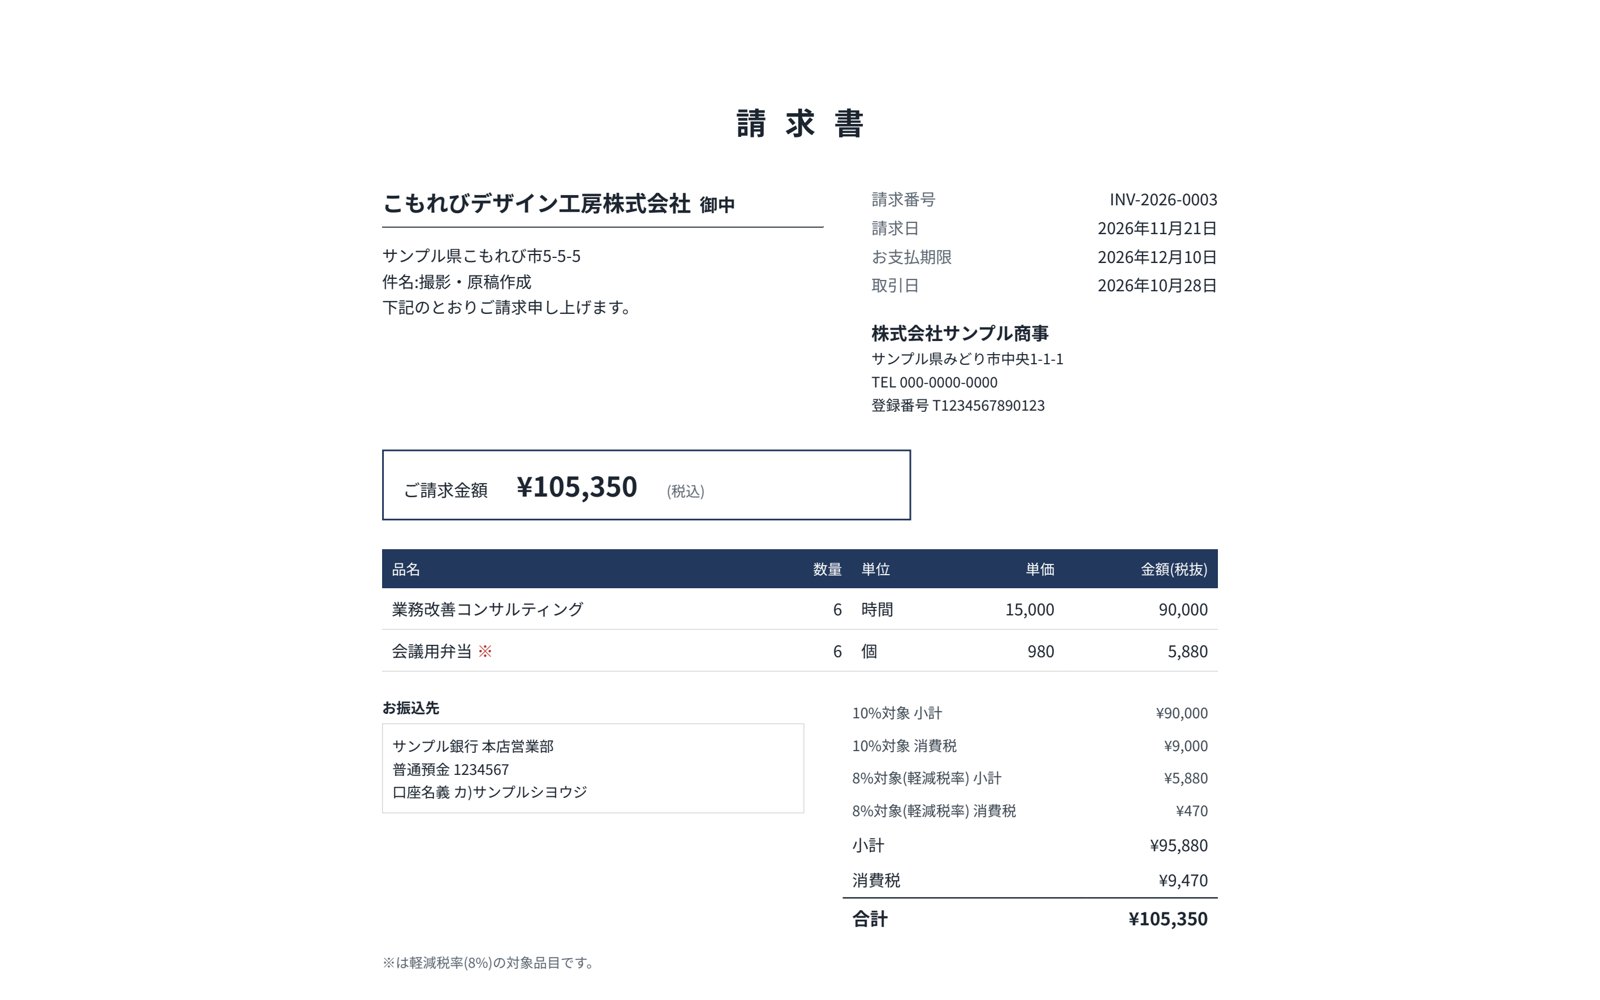 請求書
こもれびデザイン工房株式会社 御中
サンプル県こもれび市5-5-5
件名:撮影・原稿作成
下記のとおりご請求申し上げます。
請求番号 INV-2026-0003
請求日 2026年11月21日
お支払期限 2026年12月10日
取引日 2026年10月28日
株式会社サンプル商事
サンプル県みどり市中央1-1-1
TEL 000-0000-0000
登録番号 T1234567890123
ご請求金額 ¥105,350 (税込)
品名 数量 単位 単価 金額(税抜)
業務改善コンサルティング 6 時間 15,000 90,000
会議用弁当 ※ 6 個 980 5,880
お振込先
サンプル銀行 本店営業部
普通預金 1234567
口座名義 カ)サンプルシヨウジ
10%対象 小計 ¥90,000
10%対象 消費税 ¥9,000
8%対象(軽減税率) 小計 ¥5,880
8%対象(軽減税率) 消費税 ¥470
小計 ¥95,880
消費税 ¥9,470
合計 ¥105,350
※は軽減税率(8%)の対象品目です。